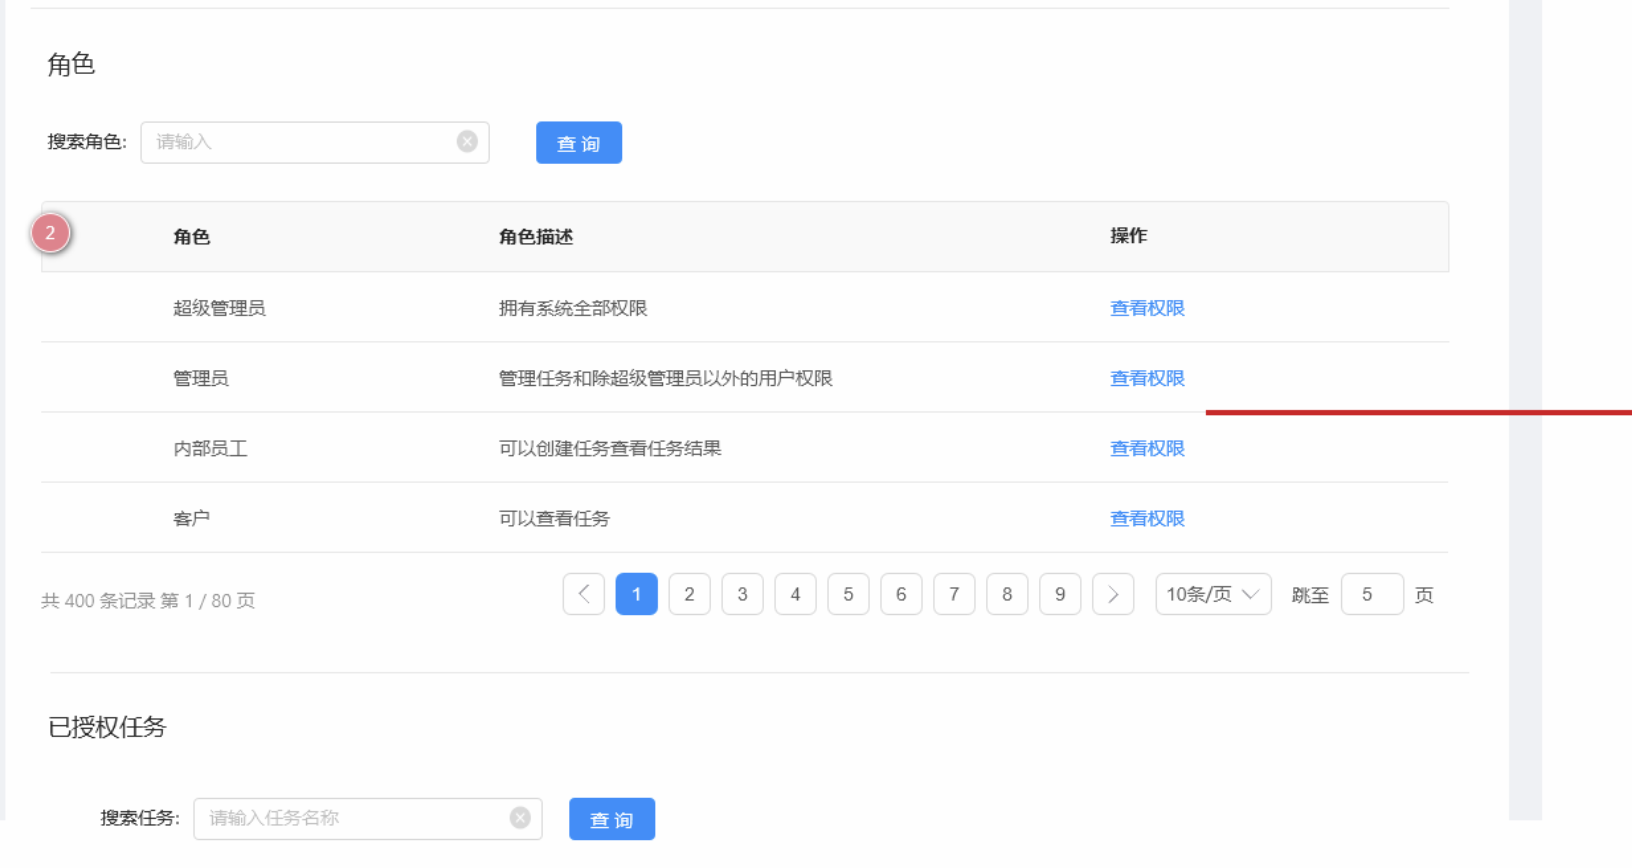 角色
搜索角色: 请输入 查 询
2 角色 角色描述 操作
超级管理员 拥有系统全部权限 查看权限
管理员 管理任务和除超级管理员以外的用户权限 查看权限
内部员工 可以创建任务查看任务结果 查看权限
客户 可以查看任务 查看权限
共 400 条记录 第 1 / 80 页 1 2 3 4 5 6 7 8 9 10条/页 跳至 5 页
已授权任务
搜索任务: 请输入任务名称 查 询